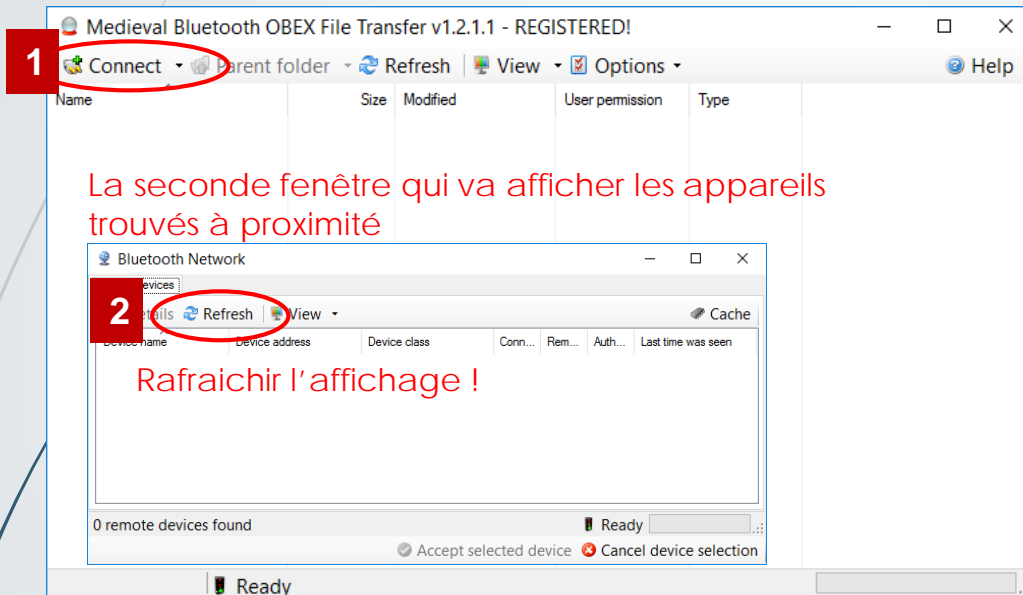 Medieval Bluetooth OBEX File Transfer v1.2.1.1 - REGISTERED!
1
Connect Parent folder Refresh View Options Help
Name Size Modified User permission Type
La seconde fenêtre qui va afficher les appareils
trouvés à proximité
Bluetooth Network
evices
2
etails Refresh View Cache
Device name Device address Device class Conn... Rem... Auth... Last time was seen
Rafraichir l'affichage !
0 remote devices found Ready
Accept selected device Cancel device selection
Ready